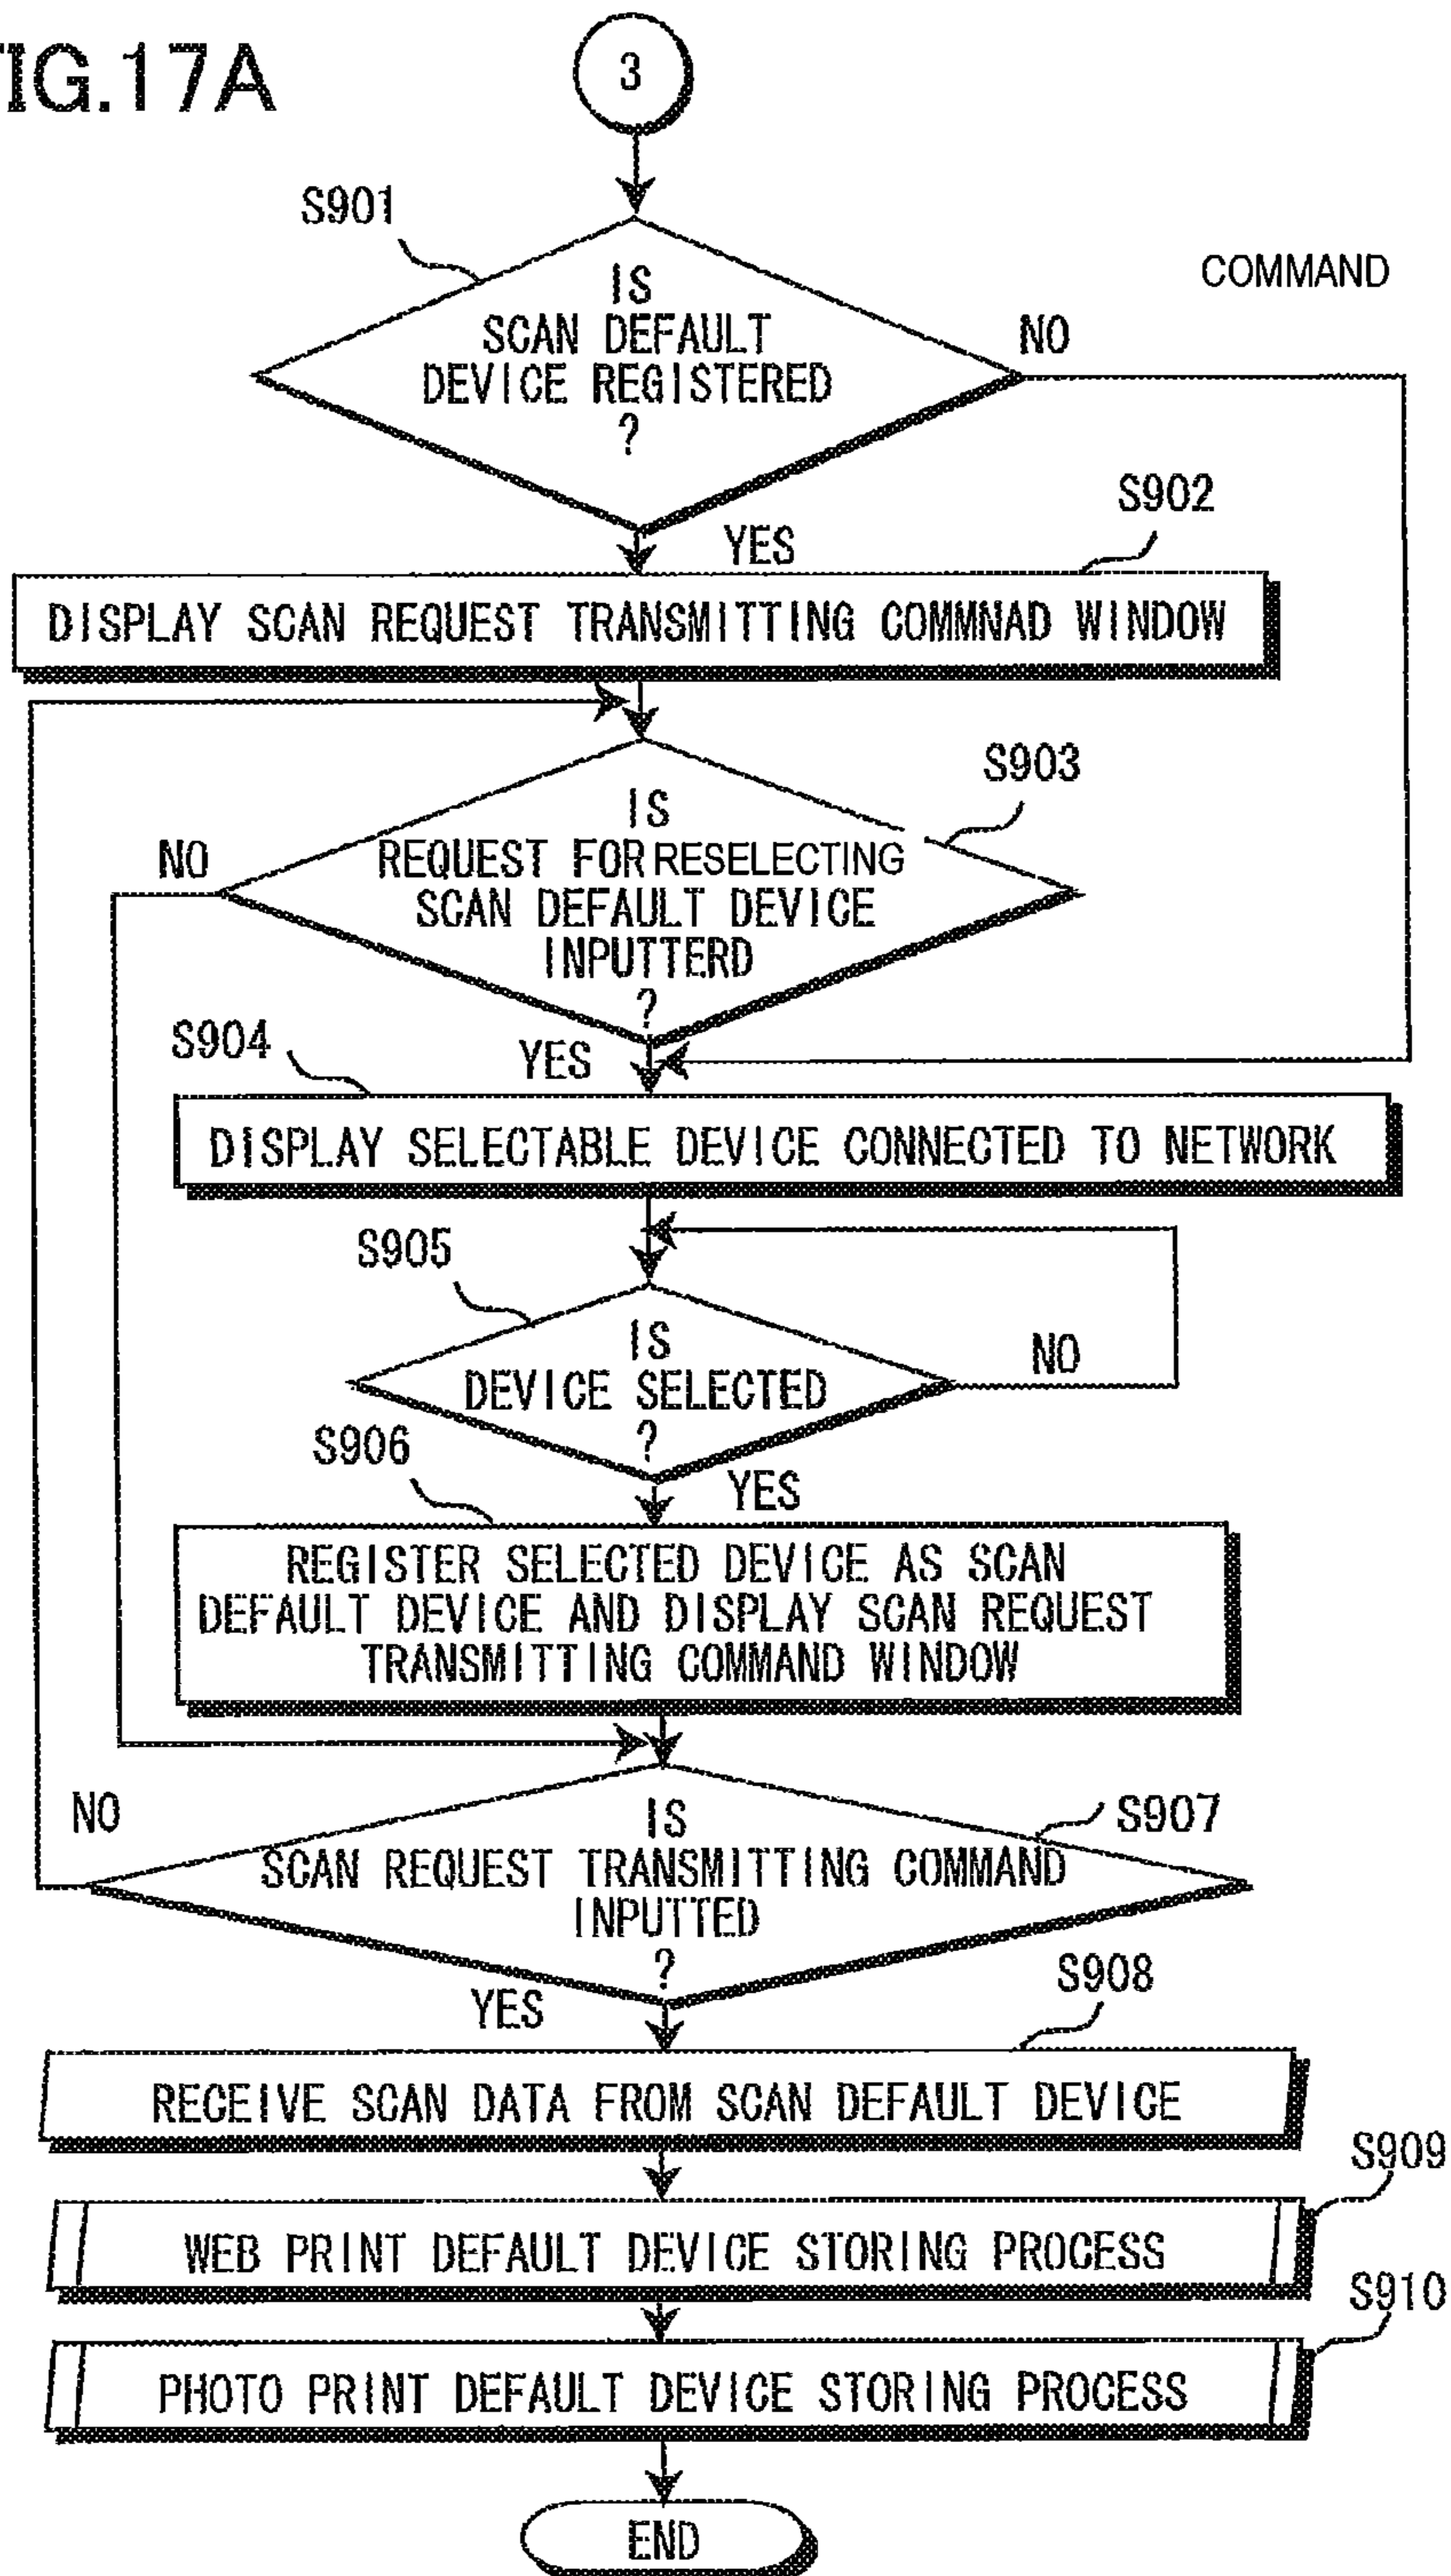 FIG.17A
3
S901
IS
SCAN DEFAULT
DEVICE REGISTERED
?
COMMAND
NO
YES
S902
DISPLAY SCAN REQUEST TRANSMITTING COMMNAD WINDOW
S903
IS
REQUEST FOR RESELECTING
SCAN DEFAULT DEVICE
INPUTTERD
?
NO
YES
S904
DISPLAY SELECTABLE DEVICE CONNECTED TO NETWORK
S905
IS
DEVICE SELECTED
?
NO
YES
S906
REGISTER SELECTED DEVICE AS SCAN
DEFAULT DEVICE AND DISPLAY SCAN REQUEST
TRANSMITTING COMMAND WINDOW
NO
IS
SCAN REQUEST TRANSMITTING COMMAND
INPUTTED
?
S907
YES
S908
RECEIVE SCAN DATA FROM SCAN DEFAULT DEVICE
S909
WEB PRINT DEFAULT DEVICE STORING PROCESS
S910
PHOTO PRINT DEFAULT DEVICE STORING PROCESS
END